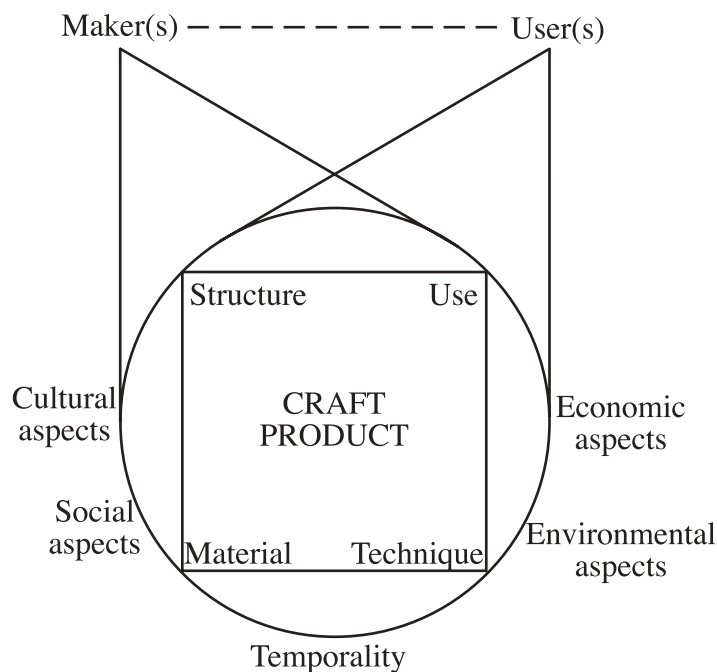 Maker(s)
User(s)
Structure
Use
Cultural
aspects
CRAFT
PRODUCT
Economic
aspects
Social
aspects
Environmental
aspects
Material
Technique
Temporality